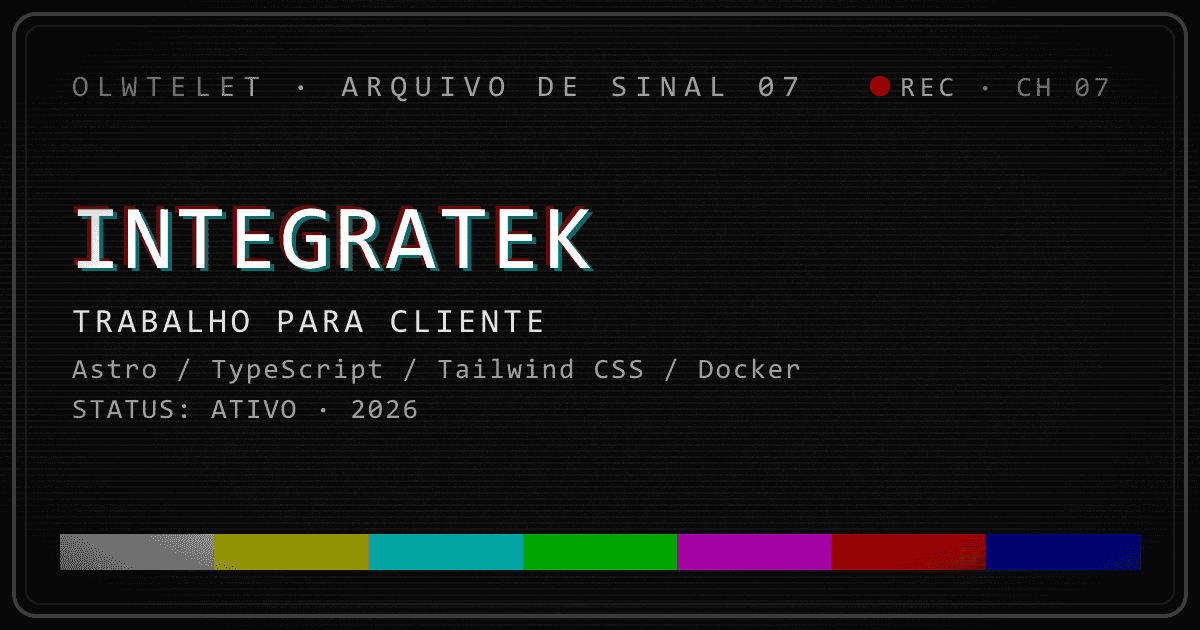 OLWTELET · ARQUIVO DE SINAL 07
REC · CH 07
INTEGRATEK
TRABALHO PARA CLIENTE
Astro / TypeScript / Tailwind CSS / Docker
STATUS: ATIVO · 2026